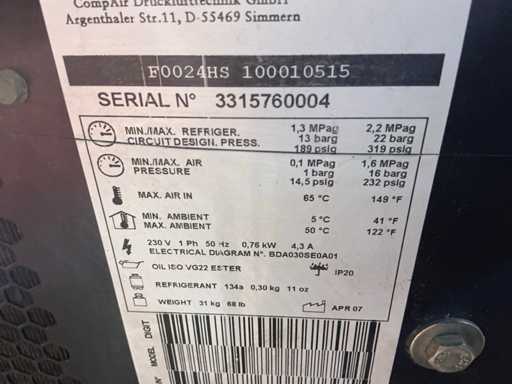 CompAir Drucklufttechnik GmbH
Argenthaler Str.11, D-55469 Simmern
F0024HS 100010515
SERIAL N° 3315760004
MIN./MAX. REFRIGER. 1,3 MPag 2,2 MPag
CIRCUIT DESIGN. PRESS. 13 barg 22 barg
189 psig 319 psig
MIN./MAX. AIR 0,1 MPag 1,6 MPag
PRESSURE 1 barg 16 barg
14,5 psig 232 psig
MAX. AIR IN 65 °C 149 °F
MIN. AMBIENT 5 °C 41 °F
MAX. AMBIENT 50 °C 122 °F
230 V 1 Ph 50 Hz 0,76 kW 4,3 A
ELECTRICAL DIAGRAM N°. BDA030SE0A01
OIL ISO VG22 ESTER IP20
REFRIGERANT 134a 0,30 kg 11 oz
WEIGHT 31 kg 68 lb APR 07
N° MODEL DIGIT